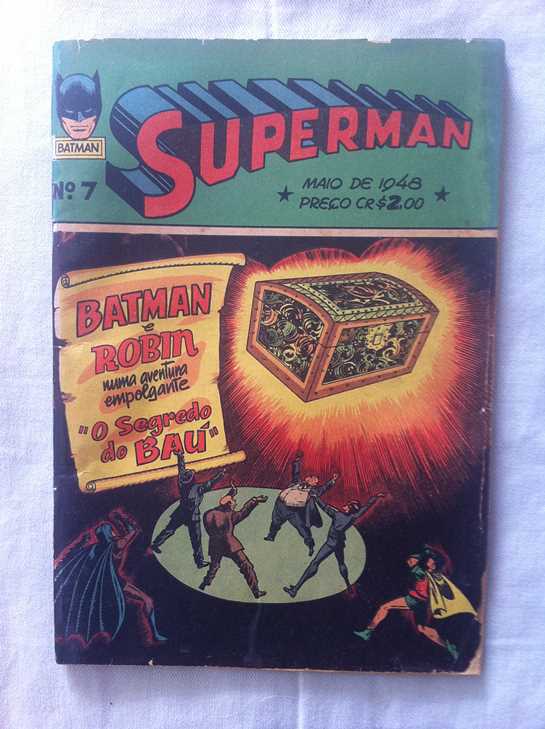 BATMAN
SUPERMAN
Nº 7
MAIO DE 1948
PREÇO CR$2,00
BATMAN
e
ROBIN
numa aventura
empolgante
"O Segredo
do BAÚ"